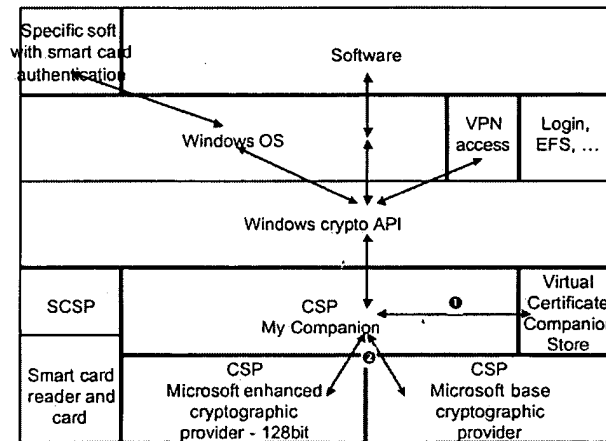 Specific soft
with smart card
authentication
Software
Windows OS
VPN
access
Login,
EFS, ...
Windows crypto API
SCSP
CSP
My Companion
❶
Virtual
Certificate
Companion
Store
❷
Smart card
reader and
card
CSP
Microsoft enhanced
cryptographic
provider - 128bit
CSP
Microsoft base
cryptographic
provider